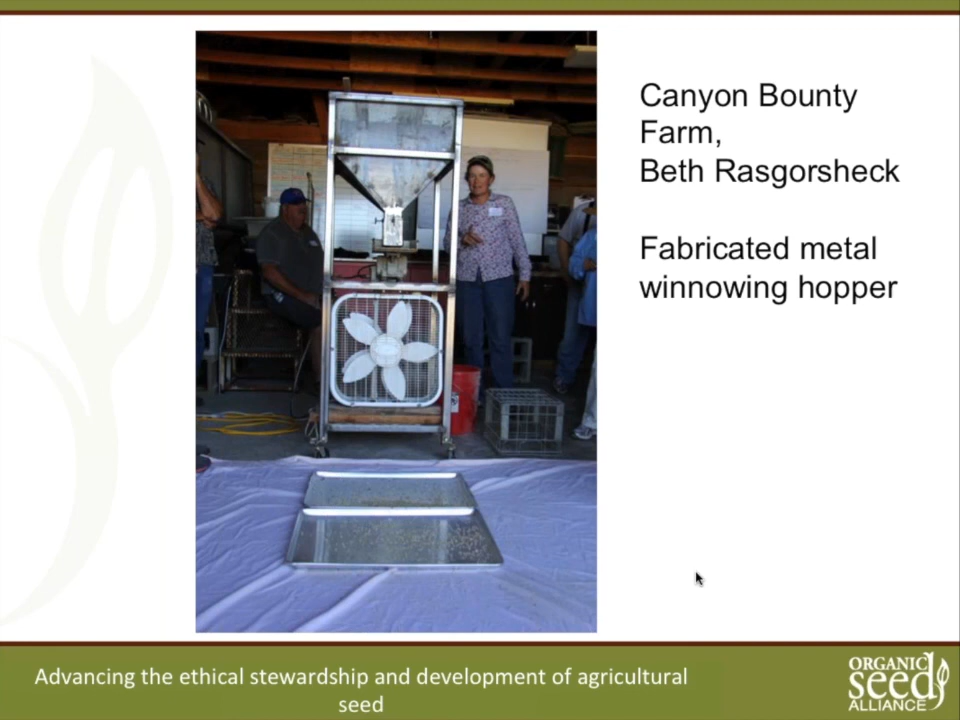 Canyon Bounty
Farm,
Beth Rasgorsheck
Fabricated metal
winnowing hopper
Advancing the ethical stewardship and development of agricultural
seed
ORGANIC
seed
ALLIANCE